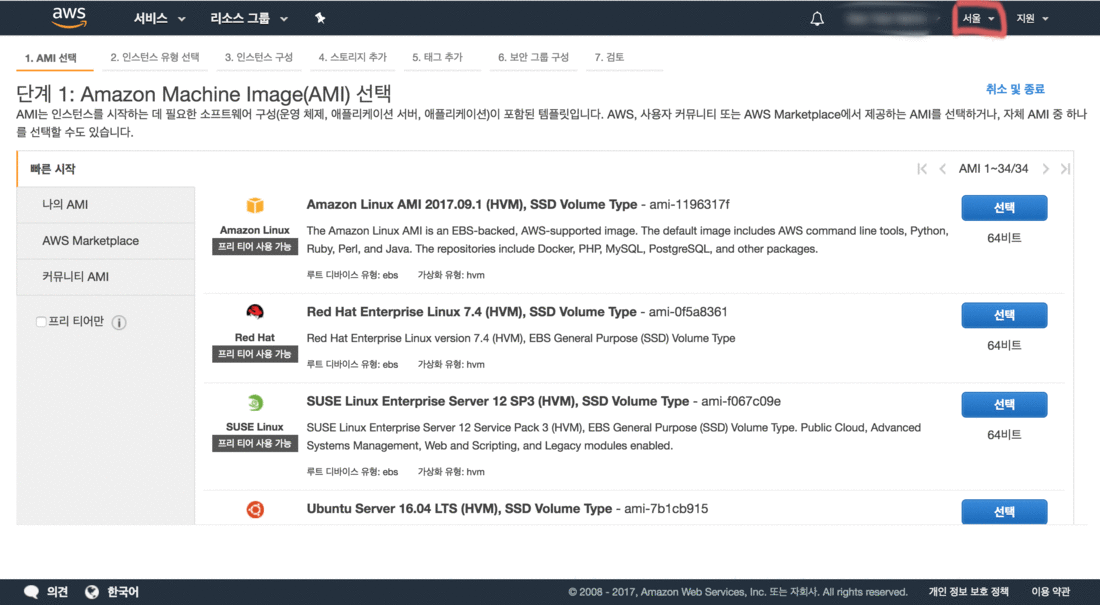 aws 서비스 리소스 그룹 서울 지원
1. AMI 선택 2. 인스턴스 유형 선택 3. 인스턴스 구성 4. 스토리지 추가 5. 태그 추가 6. 보안 그룹 구성 7. 검토
단계 1: Amazon Machine Image(AMI) 선택 취소 및 종료
AMI는 인스턴스를 시작하는 데 필요한 소프트웨어 구성(운영 체제, 애플리케이션 서버, 애플리케이션)이 포함된 템플릿입니다. AWS, 사용자 커뮤니티 또는 AWS Marketplace에서 제공하는 AMI를 선택하거나, 자체 AMI 중 하나
를 선택할 수도 있습니다.
빠른 시작 AMI 1~34/34
나의 AMI
AWS Marketplace
커뮤니티 AMI
프리 티어만
Amazon Linux AMI 2017.09.1 (HVM), SSD Volume Type - ami-1196317f 선택
Amazon Linux
프리 티어 사용 가능
The Amazon Linux AMI is an EBS-backed, AWS-supported image. The default image includes AWS command line tools, Python,
Ruby, Perl, and Java. The repositories include Docker, PHP, MySQL, PostgreSQL, and other packages.
64비트
루트 디바이스 유형: ebs 가상화 유형: hvm
Red Hat Enterprise Linux 7.4 (HVM), SSD Volume Type - ami-0f5a8361 선택
Red Hat
프리 티어 사용 가능
Red Hat Enterprise Linux version 7.4 (HVM), EBS General Purpose (SSD) Volume Type
64비트
루트 디바이스 유형: ebs 가상화 유형: hvm
SUSE Linux Enterprise Server 12 SP3 (HVM), SSD Volume Type - ami-f067c09e 선택
SUSE Linux
프리 티어 사용 가능
SUSE Linux Enterprise Server 12 Service Pack 3 (HVM), EBS General Purpose (SSD) Volume Type. Public Cloud, Advanced
Systems Management, Web and Scripting, and Legacy modules enabled.
64비트
루트 디바이스 유형: ebs 가상화 유형: hvm
Ubuntu Server 16.04 LTS (HVM), SSD Volume Type - ami-7b1cb915 선택
의견 한국어 © 2008 - 2017, Amazon Web Services, Inc. 또는 자회사. All rights reserved. 개인 정보 보호 정책 이용 약관